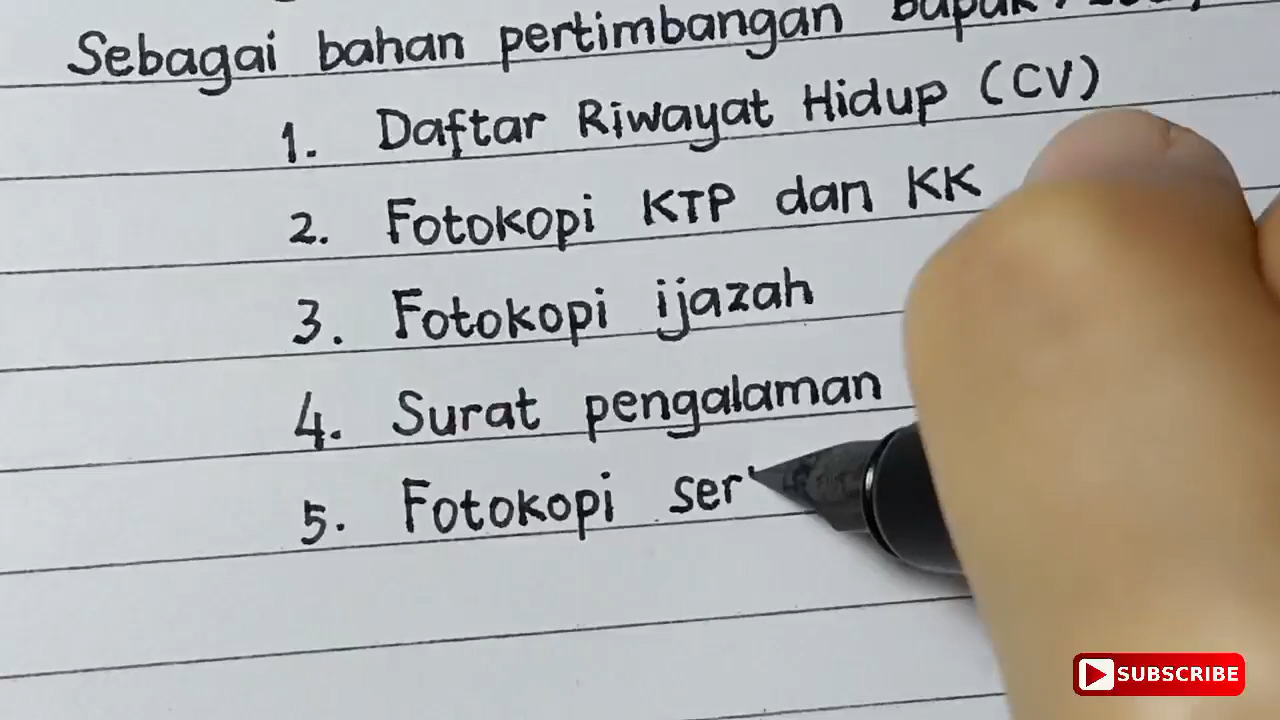 Sebagai bahan pertimbangan Bapak
1. Daftar Riwayat Hidup (CV)
2. Fotokopi KTP dan KK
3. Fotokopi ijazah
4. Surat pengalaman
5. Fotokopi ser
SUBSCRIBE